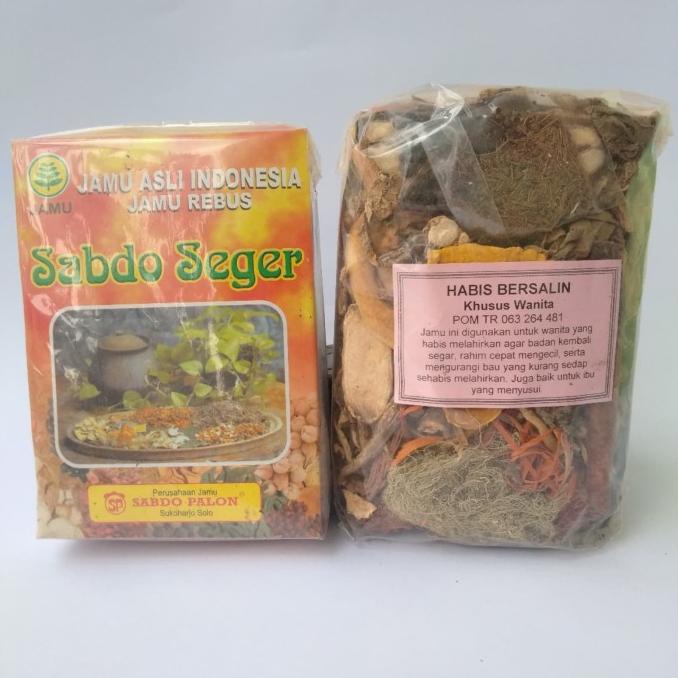 JAMU
JAMU ASLI INDONESIA
JAMU REBUS
Sabdo Seger
Perusahaan Jamu
SP
SABDO PALON
Sukoharjo Solo
HABIS BERSALIN
Khusus Wanita
POM TR 063 264 481
Jamu ini digunakan untuk wanita yang
habis melahirkan agar badan kembali
segar, rahim cepat mengecil, serta
mengurangi bau yang kurang sedap
sehabis melahirkan. Juga baik untuk ibu
yang menyusui.